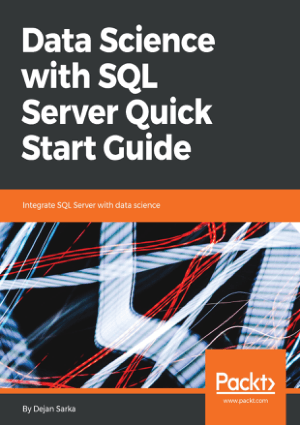 Data Science
with SQL
Server Quick
Start Guide
Integrate SQL Server with data science
Packt>
www.packt.com
By Dejan Sarka